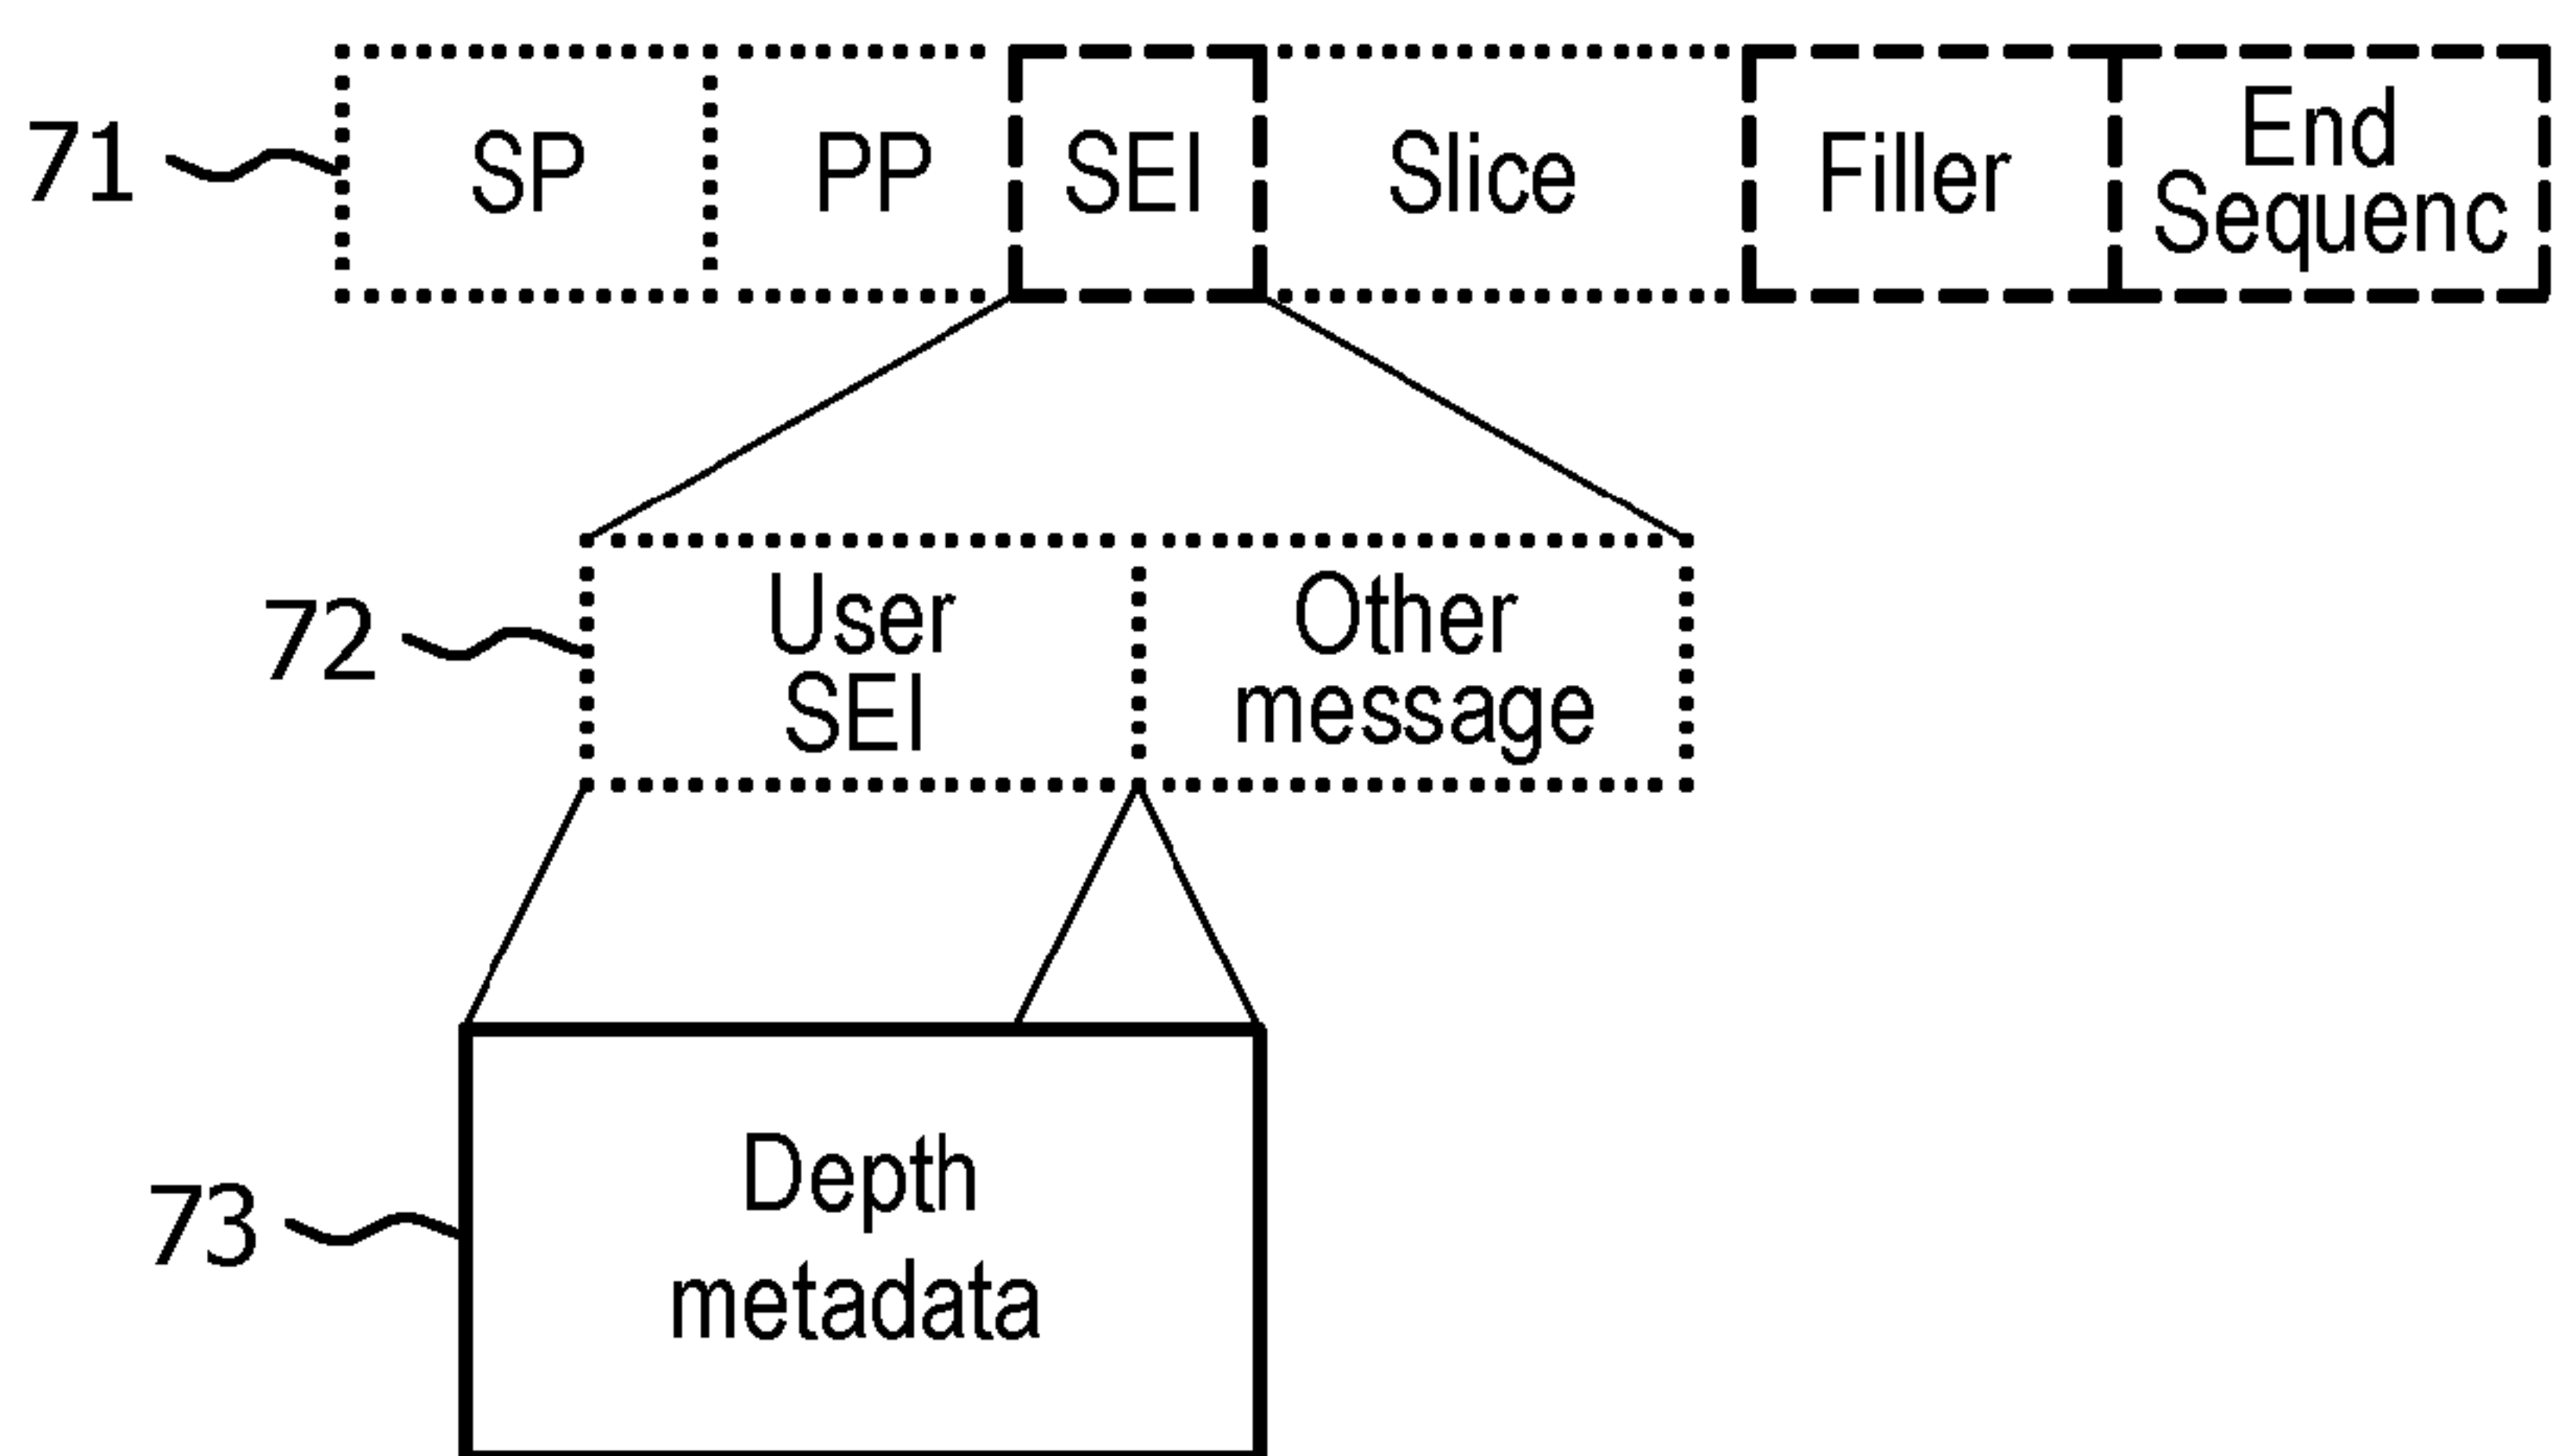 71 SP PP SEI Slice Filler End
Sequenc
72 User Other
SEI message
73 Depth
metadata